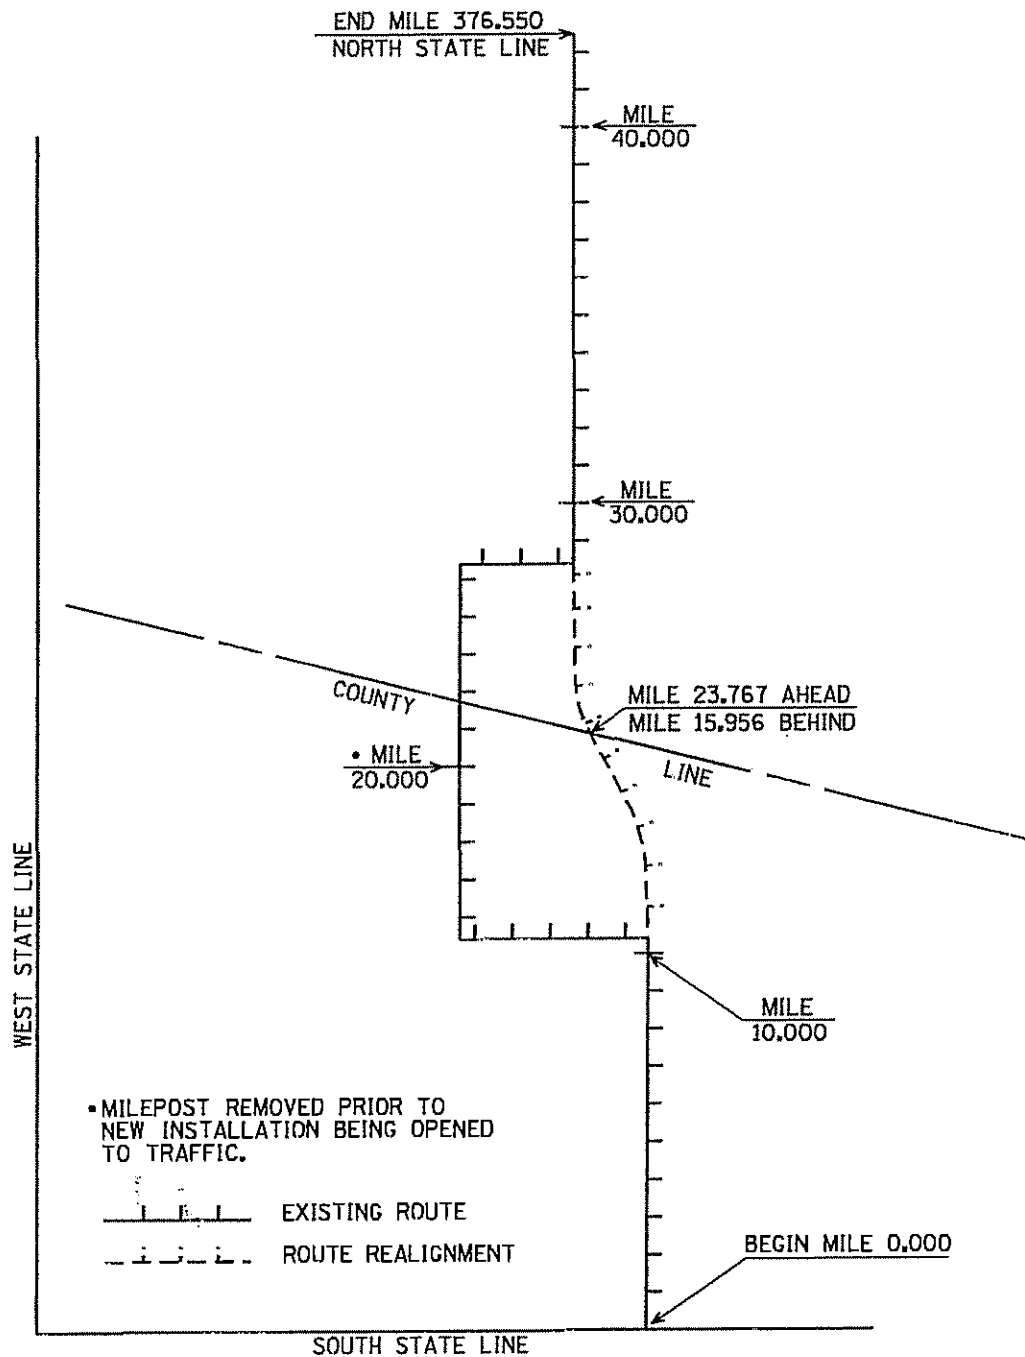 END MILE 376.550
NORTH STATE LINE
MILE
40.000
MILE
30.000
COUNTY
MILE 23.767 AHEAD
MILE 15.956 BEHIND
• MILE
20.000
LINE
WEST STATE LINE
MILE
10.000
•MILEPOST REMOVED PRIOR TO
NEW INSTALLATION BEING OPENED
TO TRAFFIC.
EXISTING ROUTE
ROUTE REALIGNMENT
BEGIN MILE 0.000
SOUTH STATE LINE